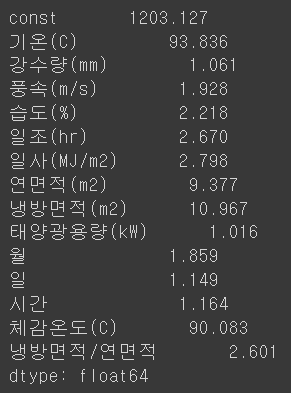 const 1203.127
기온(C) 93.836
강수량(mm) 1.061
풍속(m/s) 1.928
습도(%) 2.218
일조(hr) 2.670
일사(MJ/m2) 2.798
연면적(m2) 9.377
냉방면적(m2) 10.967
태양광용량(kW) 1.016
월 1.859
일 1.149
시간 1.164
체감온도(C) 90.083
냉방면적/연면적 2.601
dtype: float64